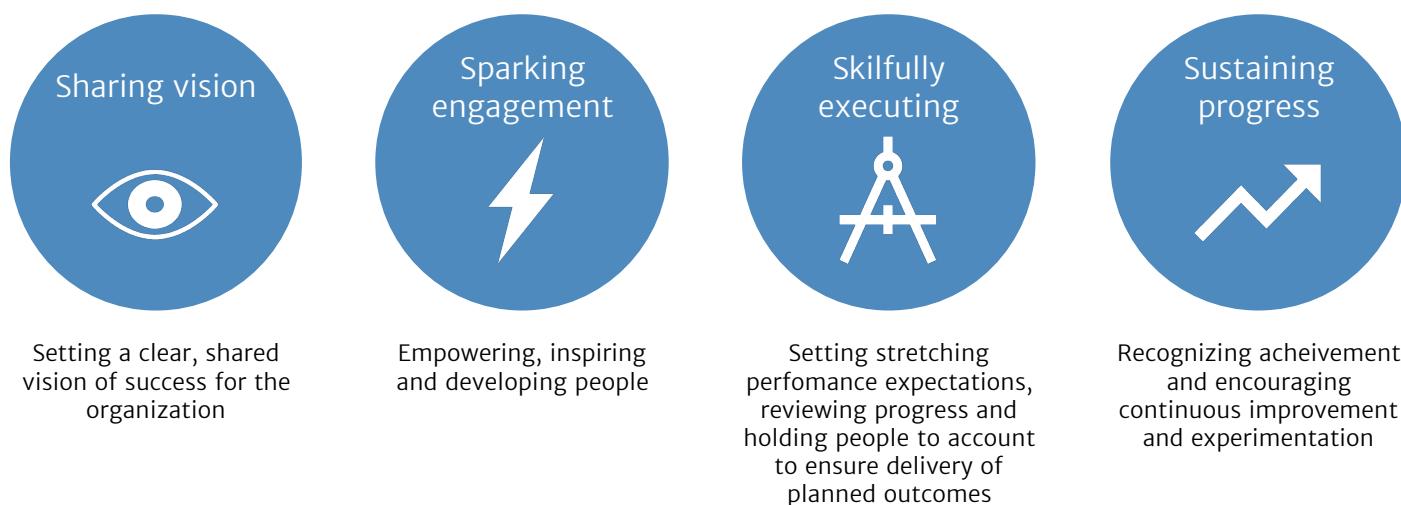 Sharing vision
Setting a clear, shared
vision of success for the
organization
Sparking
engagement
Empowering, inspiring
and developing people
Skilfully
executing
Setting stretching
perfomance expectations,
reviewing progress and
holding people to account
to ensure delivery of
planned outcomes
Sustaining
progress
Recognizing acheivement
and encouraging
continuous improvement
and experimentation